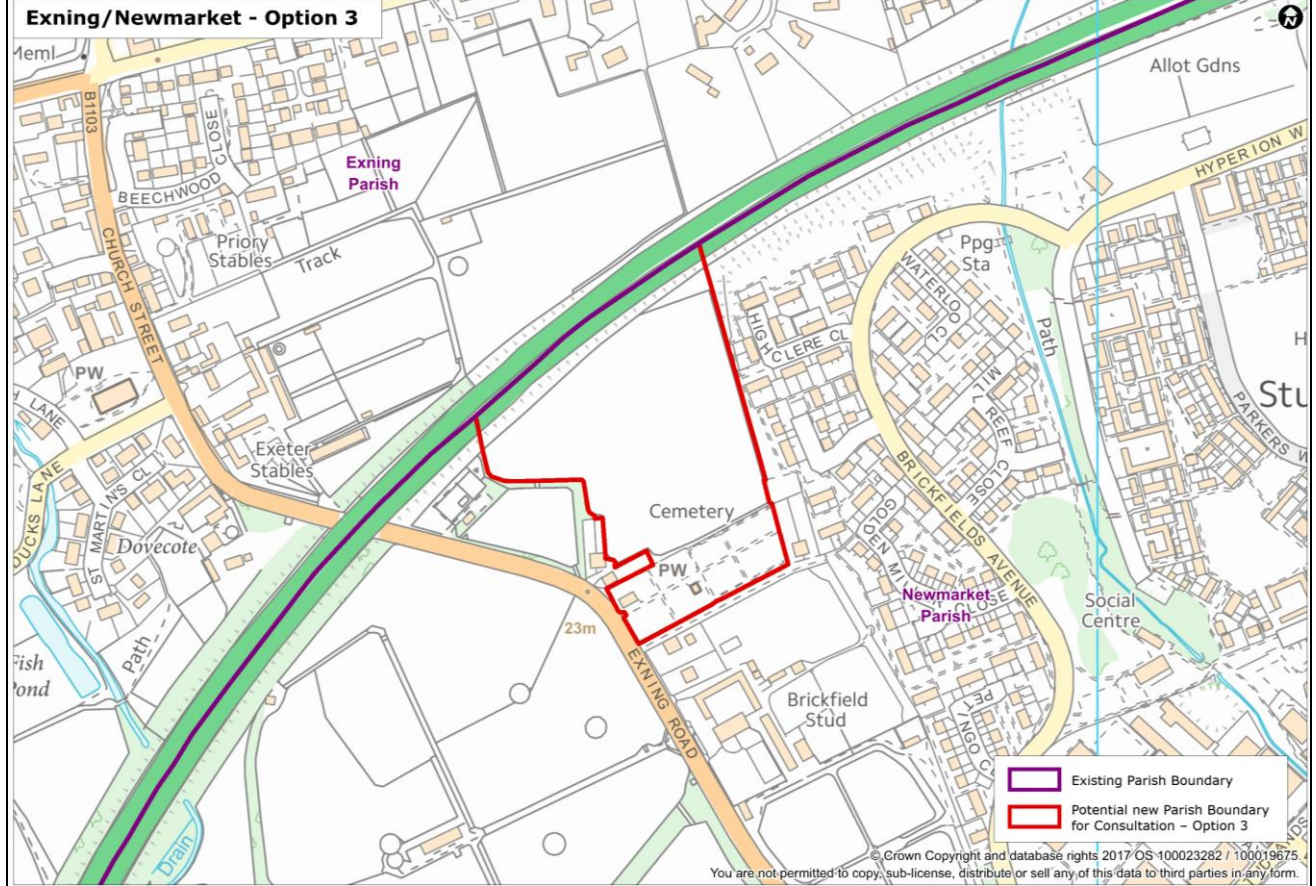 Exning/Newmarket - Option 3
N
Meml
B1103
BEECHWOOD CLOSE
Exning
Parish
Allot Gdns
HYPERION W
CHURCH STREET
Priory
Stables
Track
Ppg
Sta
WATERLOO CL
HIGH CLERE CL
Path
MILL REEF
CLOSE
H
Stu
PARKERS W
PW
H LANE
DUCKS LANE
ST MARTINS CL
Exeter
Stables
Dovecote
Cemetery
PW
BRICKFIELDS AVENUE
GOLDEN MILLER CLOSE
Newmarket
Parish
Social
Centre
23m
Fish
Pond
Path
EXNING ROAD
Brickfield
Stud
PETINGO C
Drain
Existing Parish Boundary
Potential new Parish Boundary
for Consultation – Option 3
© Crown Copyright and database rights 2017 OS 100023282 / 100019675.
You are not permitted to copy, sub-license, distribute or sell any of this data to third parties in any form.